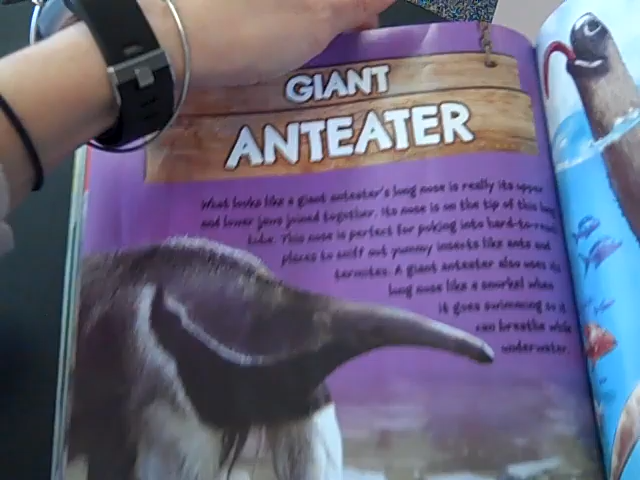 GIANT
ANTEATER
What looks like a giant anteater's long nose is really its upper
and lower jaws joined together. Its nose is on the tip of this long
tube. This nose is perfect for poking into hard-to-reach
places to sniff out yummy insects like ants and
termites. A giant anteater also uses its
long nose like a snorkel when
it goes swimming so it
can breathe while
underwater.